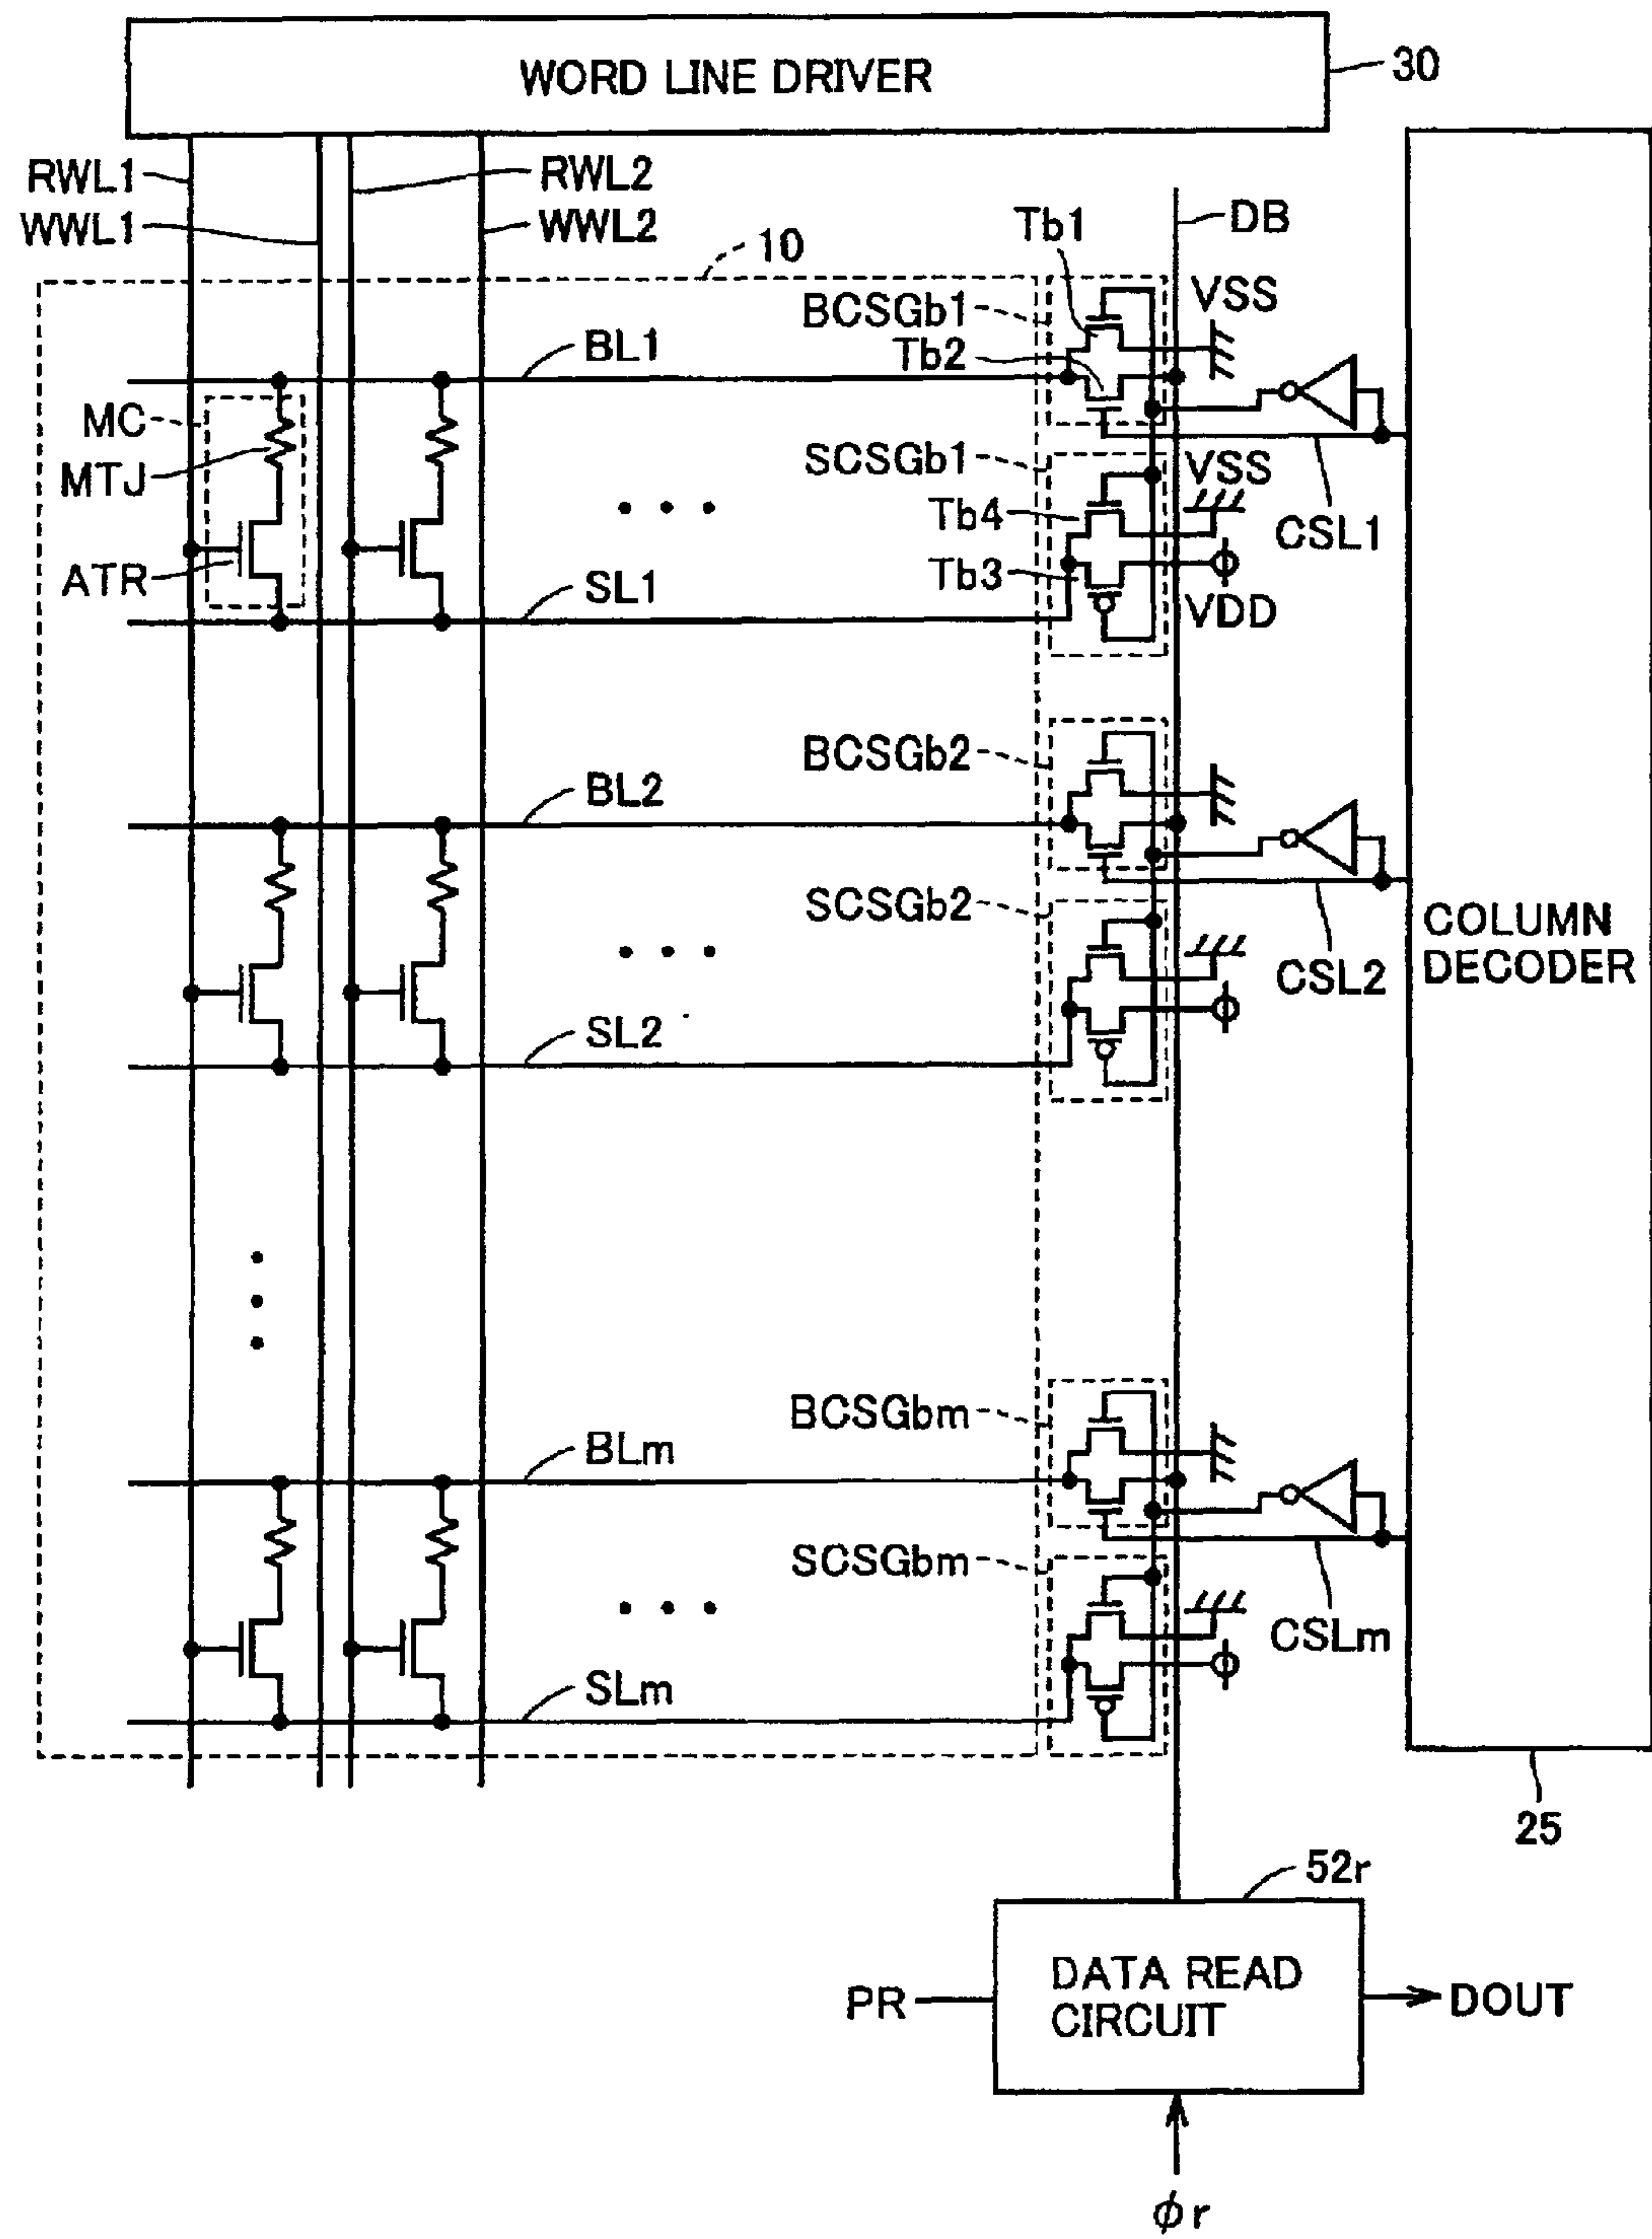 WORD LINE DRIVER
30
RWL1
RWL2
WWL1
WWL2
Tb1
DB
10
VSS
BCSGb1
BL1
Tb2
MC
SCSGb1
VSS
MTJ
Tb4
CSL1
ATR
SL1
Tb3
VDD
BCSGb2
BL2
SCSGb2
COLUMN
DECODER
CSL2
SL2
BCSGbm
BLm
SCSGbm
CSLm
SLm
25
52r
DATA READ
CIRCUIT
PR
DOUT
φr